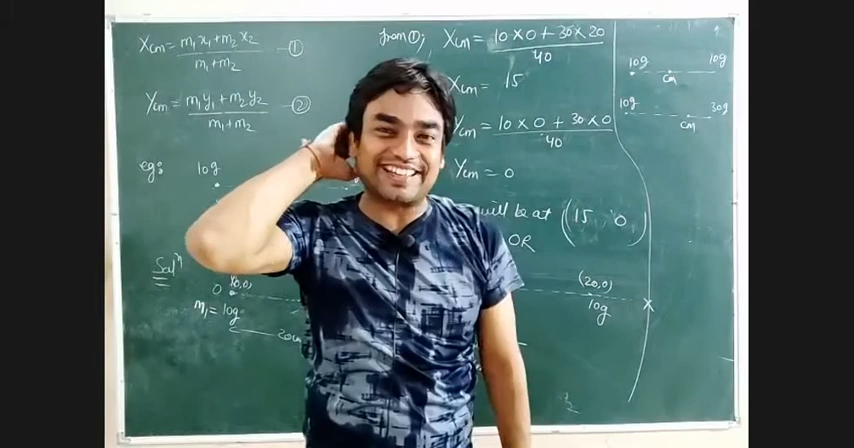 Xcm = m₁x₁+m₂x₂ / m₁+m₂ —①
Ycm = m₁y₁+m₂y₂ / m₁+m₂ —②
eg:
10g
Solⁿ
0 (0,0)
m₁ = 10g
20cm
from ①,
Xcm = 10×0+30×20 / 40
Xcm = 15
Ycm = 10×0+30×0 / 40
Ycm = 0
will be at (15, 0)
OR
(20,0)
10g
X
10g 10g
cm
10g 30g
cm